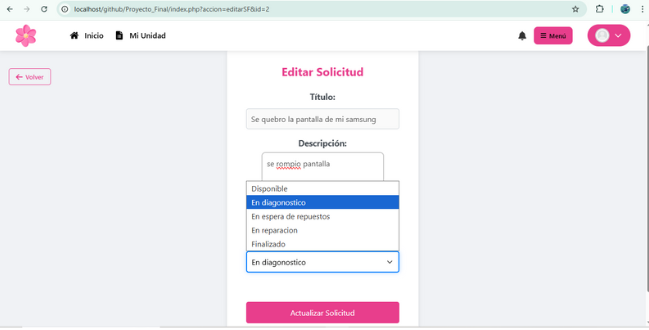 localhost/github/Proyecto_Final/index.php?accion=editarSF&id=2
Inicio Mi Unidad Menú
Volver
Editar Solicitud
Título:
Se quebro la pantalla de mi samsung
Descripción:
se rompio pantalla
Disponible
En diagonostico
En espera de repuestos
En reparacion
Finalizado
En diagonostico
Actualizar Solicitud